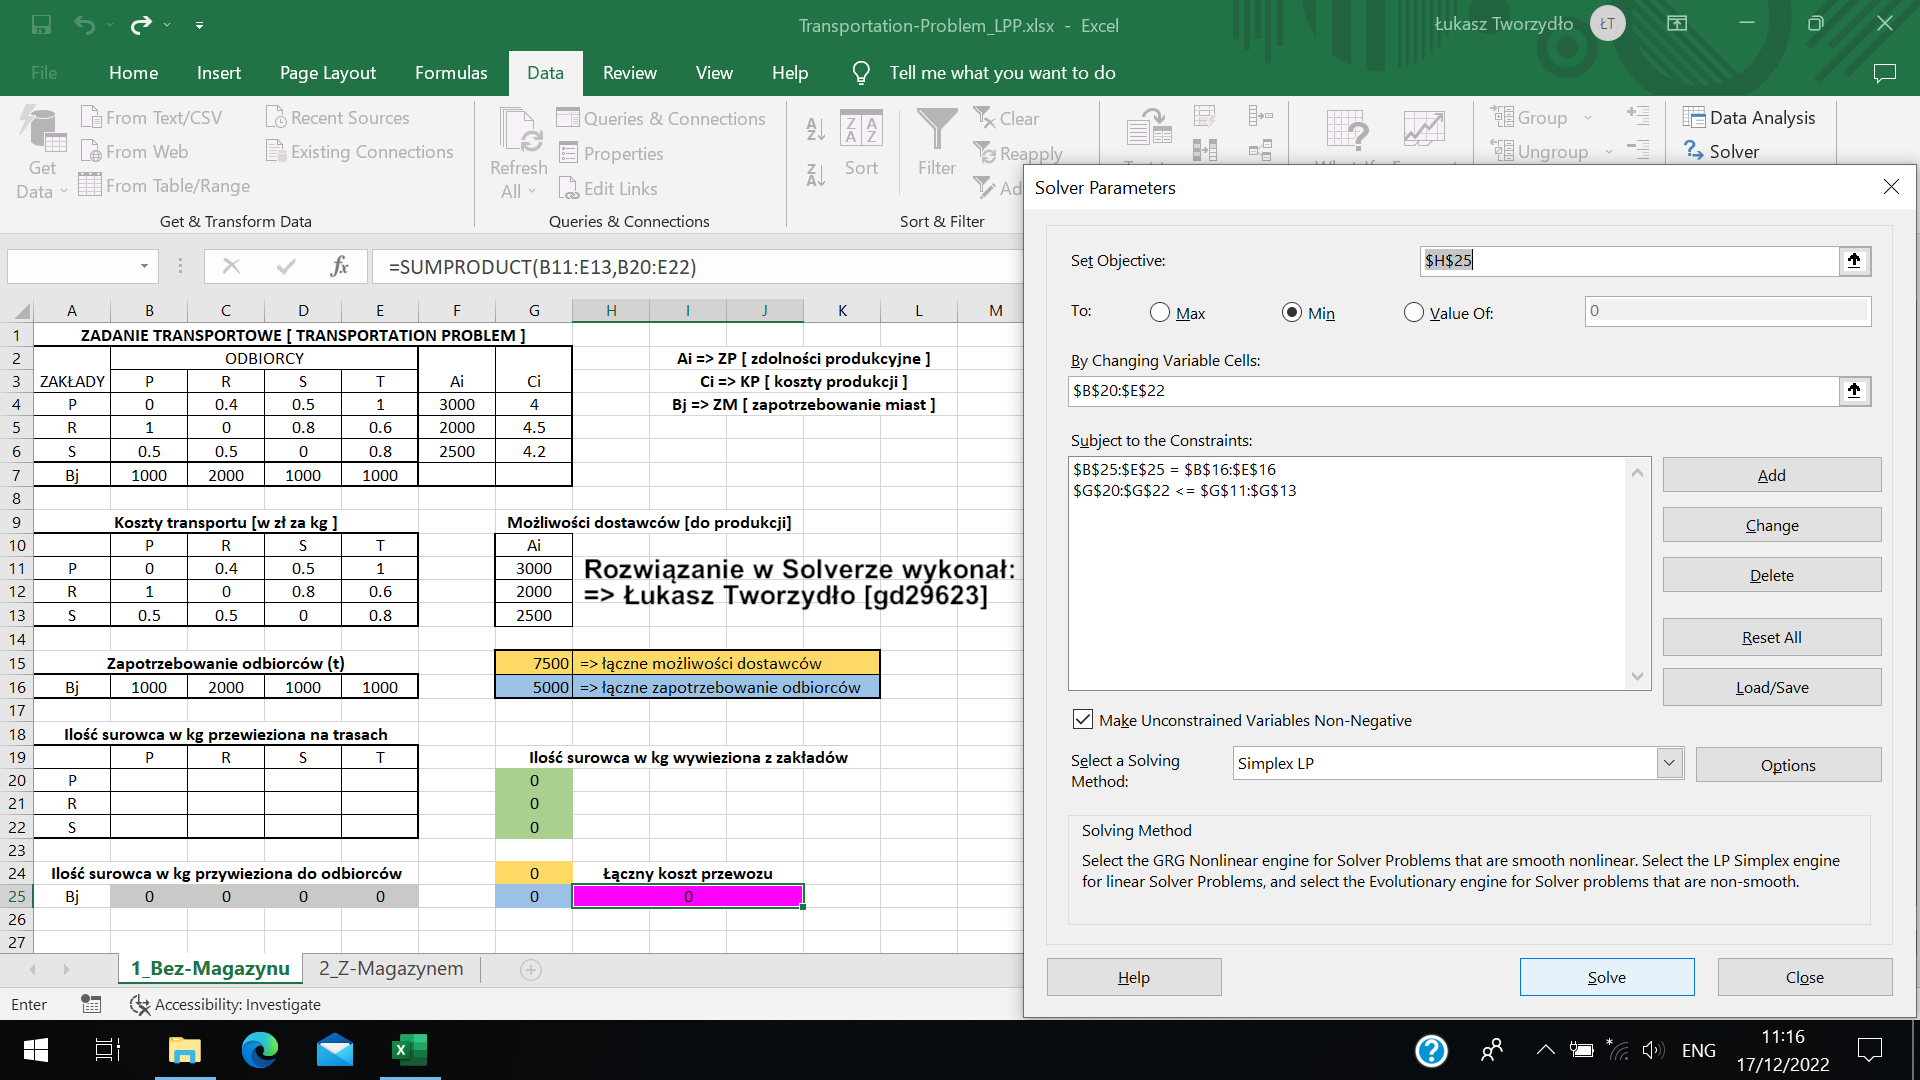 Transportation-Problem_LPP.xlsx - Excel
Łukasz Tworzydło ŁT
File Home Insert Page Layout Formulas Data Review View Help Tell me what you want to do
Get Data
From Text/CSV
From Web
From Table/Range
Recent Sources
Existing Connections
Get & Transform Data
Refresh All
Queries & Connections
Properties
Edit Links
Queries & Connections
Sort
Filter
Clear
Reapply
Sort & Filter
Group
Ungroup
Data Analysis
Solver
=SUMPRODUCT(B11:E13,B20:E22)
A B C D E F G H I J K L M
1 ZADANIE TRANSPORTOWE [ TRANSPORTATION PROBLEM ]
2 ODBIORCY Ai => ZP [ zdolności produkcyjne ]
3 ZAKŁADY P R S T Ai Ci Ci => KP [ koszty produkcji ]
4 P 0 0.4 0.5 1 3000 4 Bj => ZM [ zapotrzebowanie miast ]
5 R 1 0 0.8 0.6 2000 4.5
6 S 0.5 0.5 0 0.8 2500 4.2
7 Bj 1000 2000 1000 1000
8
9 Koszty transportu [w zł za kg ] Możliwości dostawców [do produkcji]
10 P R S T Ai
11 P 0 0.4 0.5 1 3000 Rozwiązanie w Solverze wykonał:
12 R 1 0 0.8 0.6 2000 => Łukasz Tworzydło [gd29623]
13 S 0.5 0.5 0 0.8 2500
14
15 Zapotrzebowanie odbiorców (t) 7500 => łączne możliwości dostawców
16 Bj 1000 2000 1000 1000 5000 => łączne zapotrzebowanie odbiorców
17
18 Ilość surowca w kg przewieziona na trasach
19 P R S T Ilość surowca w kg wywieziona z zakładów
20 P 0
21 R 0
22 S 0
23
24 Ilość surowca w kg przywieziona do odbiorców 0 Łączny koszt przewozu
25 Bj 0 0 0 0 0 0
26
27
1_Bez-Magazynu 2_Z-Magazynem
Enter Accessibility: Investigate
Solver Parameters
Set Objective: $H$25
To: Max Min Value Of: 0
By Changing Variable Cells:
$B$20:$E$22
Subject to the Constraints:
$B$25:$E$25 = $B$16:$E$16
$G$20:$G$22 <= $G$11:$G$13
Add
Change
Delete
Reset All
Load/Save
Make Unconstrained Variables Non-Negative
Select a Solving Method: Simplex LP Options
Solving Method
Select the GRG Nonlinear engine for Solver Problems that are smooth nonlinear. Select the LP Simplex engine
for linear Solver Problems, and select the Evolutionary engine for Solver problems that are non-smooth.
Help Solve Close
ENG
11:16
17/12/2022